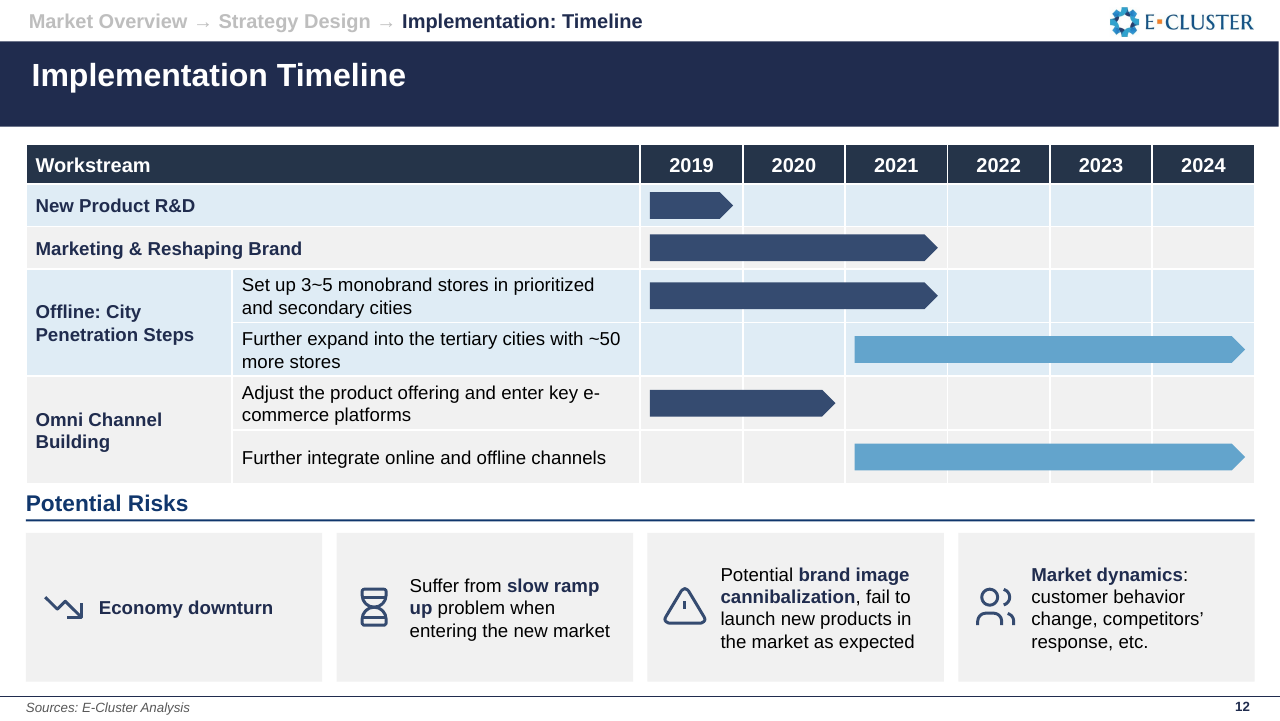 Market Overview → Strategy Design → Implementation: Timeline
E▪CLUSTER
Implementation Timeline
Workstream 2019 2020 2021 2022 2023 2024
New Product R&D
Marketing & Reshaping Brand
Offline: City
Penetration Steps
Set up 3~5 monobrand stores in prioritized
and secondary cities
Further expand into the tertiary cities with ~50
more stores
Omni Channel
Building
Adjust the product offering and enter key e-
commerce platforms
Further integrate online and offline channels
Potential Risks
Economy downturn
Suffer from slow ramp
up problem when
entering the new market
Potential brand image
cannibalization, fail to
launch new products in
the market as expected
Market dynamics:
customer behavior
change, competitors’
response, etc.
Sources: E-Cluster Analysis
12